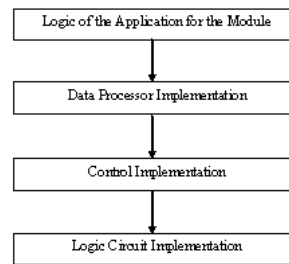 Logic of the Application for the Module
Data Processor Implementation
Control Implementation
Logic Circuit Implementation